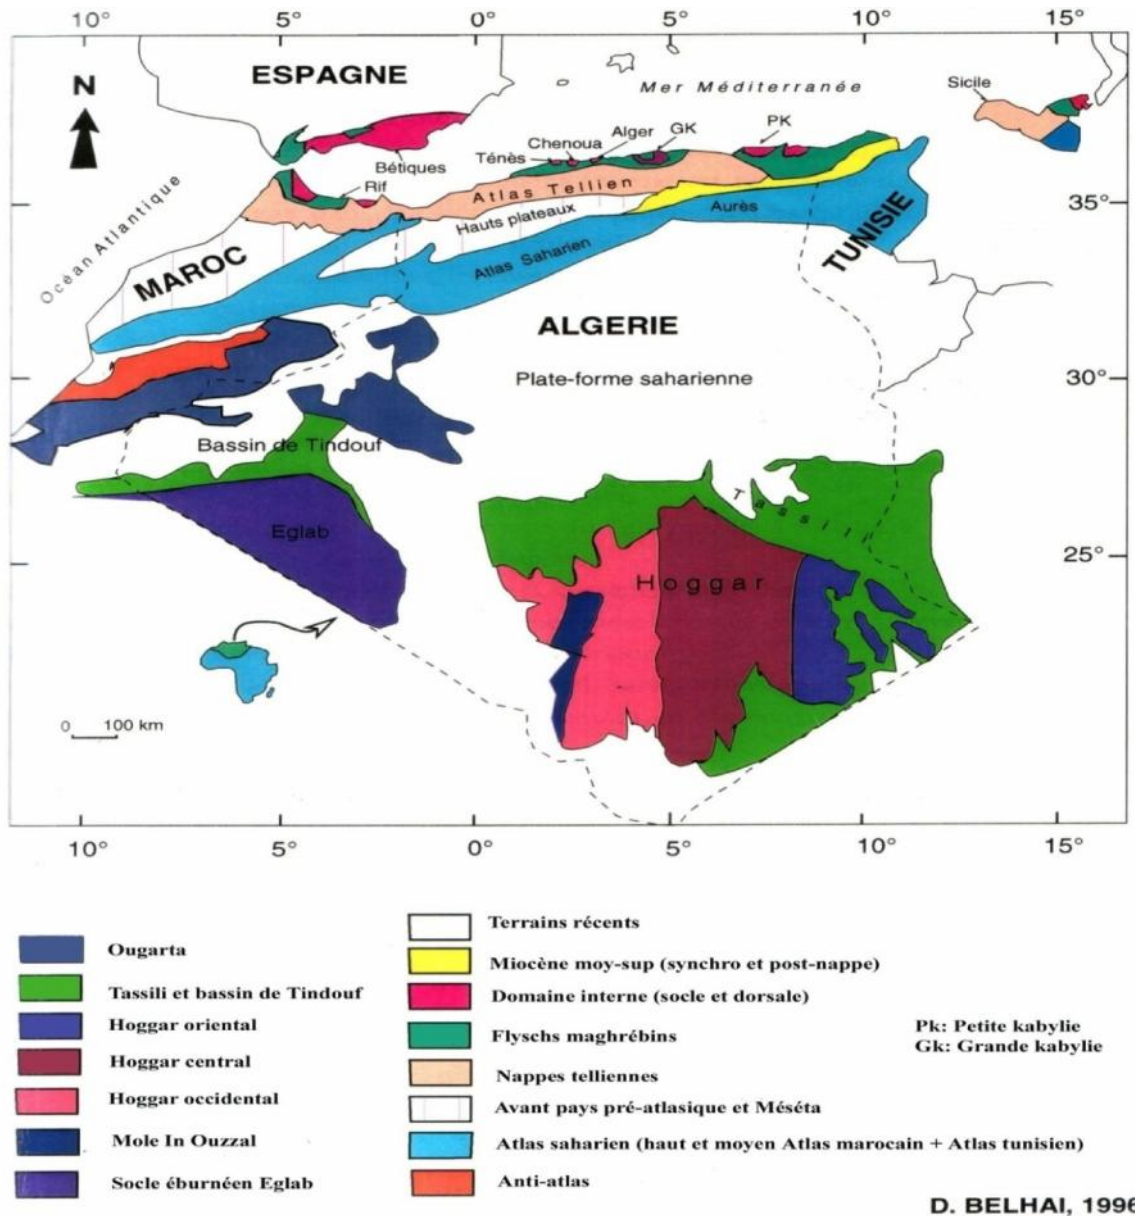 10° 5° 0° 5° 10° 15°
N
ESPAGNE
Mer Méditerranée
Sicile
Alger
GK
PK
Chenoua
Ténès
Bétiques
Rif
Atlas Tellien
Hauts plateaux
Aurès
35°
Océan Atlantique
MAROC
TUNISIE
Atlas Saharien
ALGERIE
Plate-forme saharienne
30°
Bassin de Tindouf
Tassili
Eglab
Hoggar
25°
0 100 km
10° 5° 0° 5° 10° 15°
Ougarta
Tassili et bassin de Tindouf
Hoggar oriental
Hoggar central
Hoggar occidental
Mole In Ouzzal
Socle éburnéen Eglab
Terrains récents
Miocène moy-sup (synchro et post-nappe)
Domaine interne (socle et dorsale)
Flyschs maghrébins
Nappes telliennes
Avant pays pré-atlasique et Méséta
Atlas saharien (haut et moyen Atlas marocain + Atlas tunisien)
Anti-atlas
Pk: Petite kabylie
Gk: Grande kabylie
D. BELHAI, 1996